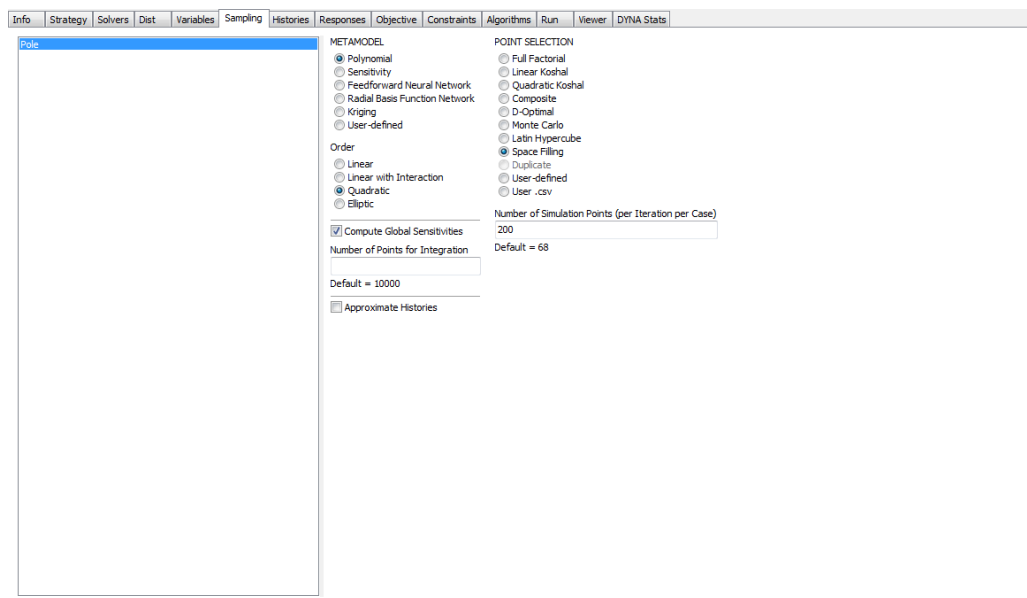 Info Strategy Solvers Dist Variables Sampling Histories Responses Objective Constraints Algorithms Run Viewer DYNA Stats
Pole
METAMODEL
Polynomial
Sensitivity
Feedforward Neural Network
Radial Basis Function Network
Kriging
User-defined
Order
Linear
Linear with Interaction
Quadratic
Elliptic
Compute Global Sensitivities
Number of Points for Integration
Default = 10000
Approximate Histories
POINT SELECTION
Full Factorial
Linear Koshal
Quadratic Koshal
Composite
D-Optimal
Monte Carlo
Latin Hypercube
Space Filling
Duplicate
User-defined
User .csv
Number of Simulation Points (per Iteration per Case)
200
Default = 68